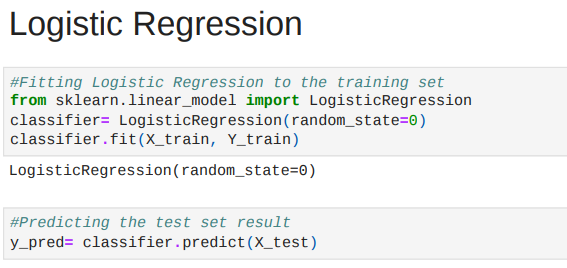 Logistic Regression
#Fitting Logistic Regression to the training set
from sklearn.linear_model import LogisticRegression
classifier= LogisticRegression(random_state=0)
classifier.fit(X_train, Y_train)
LogisticRegression(random_state=0)
#Predicting the test set result
y_pred= classifier.predict(X_test)